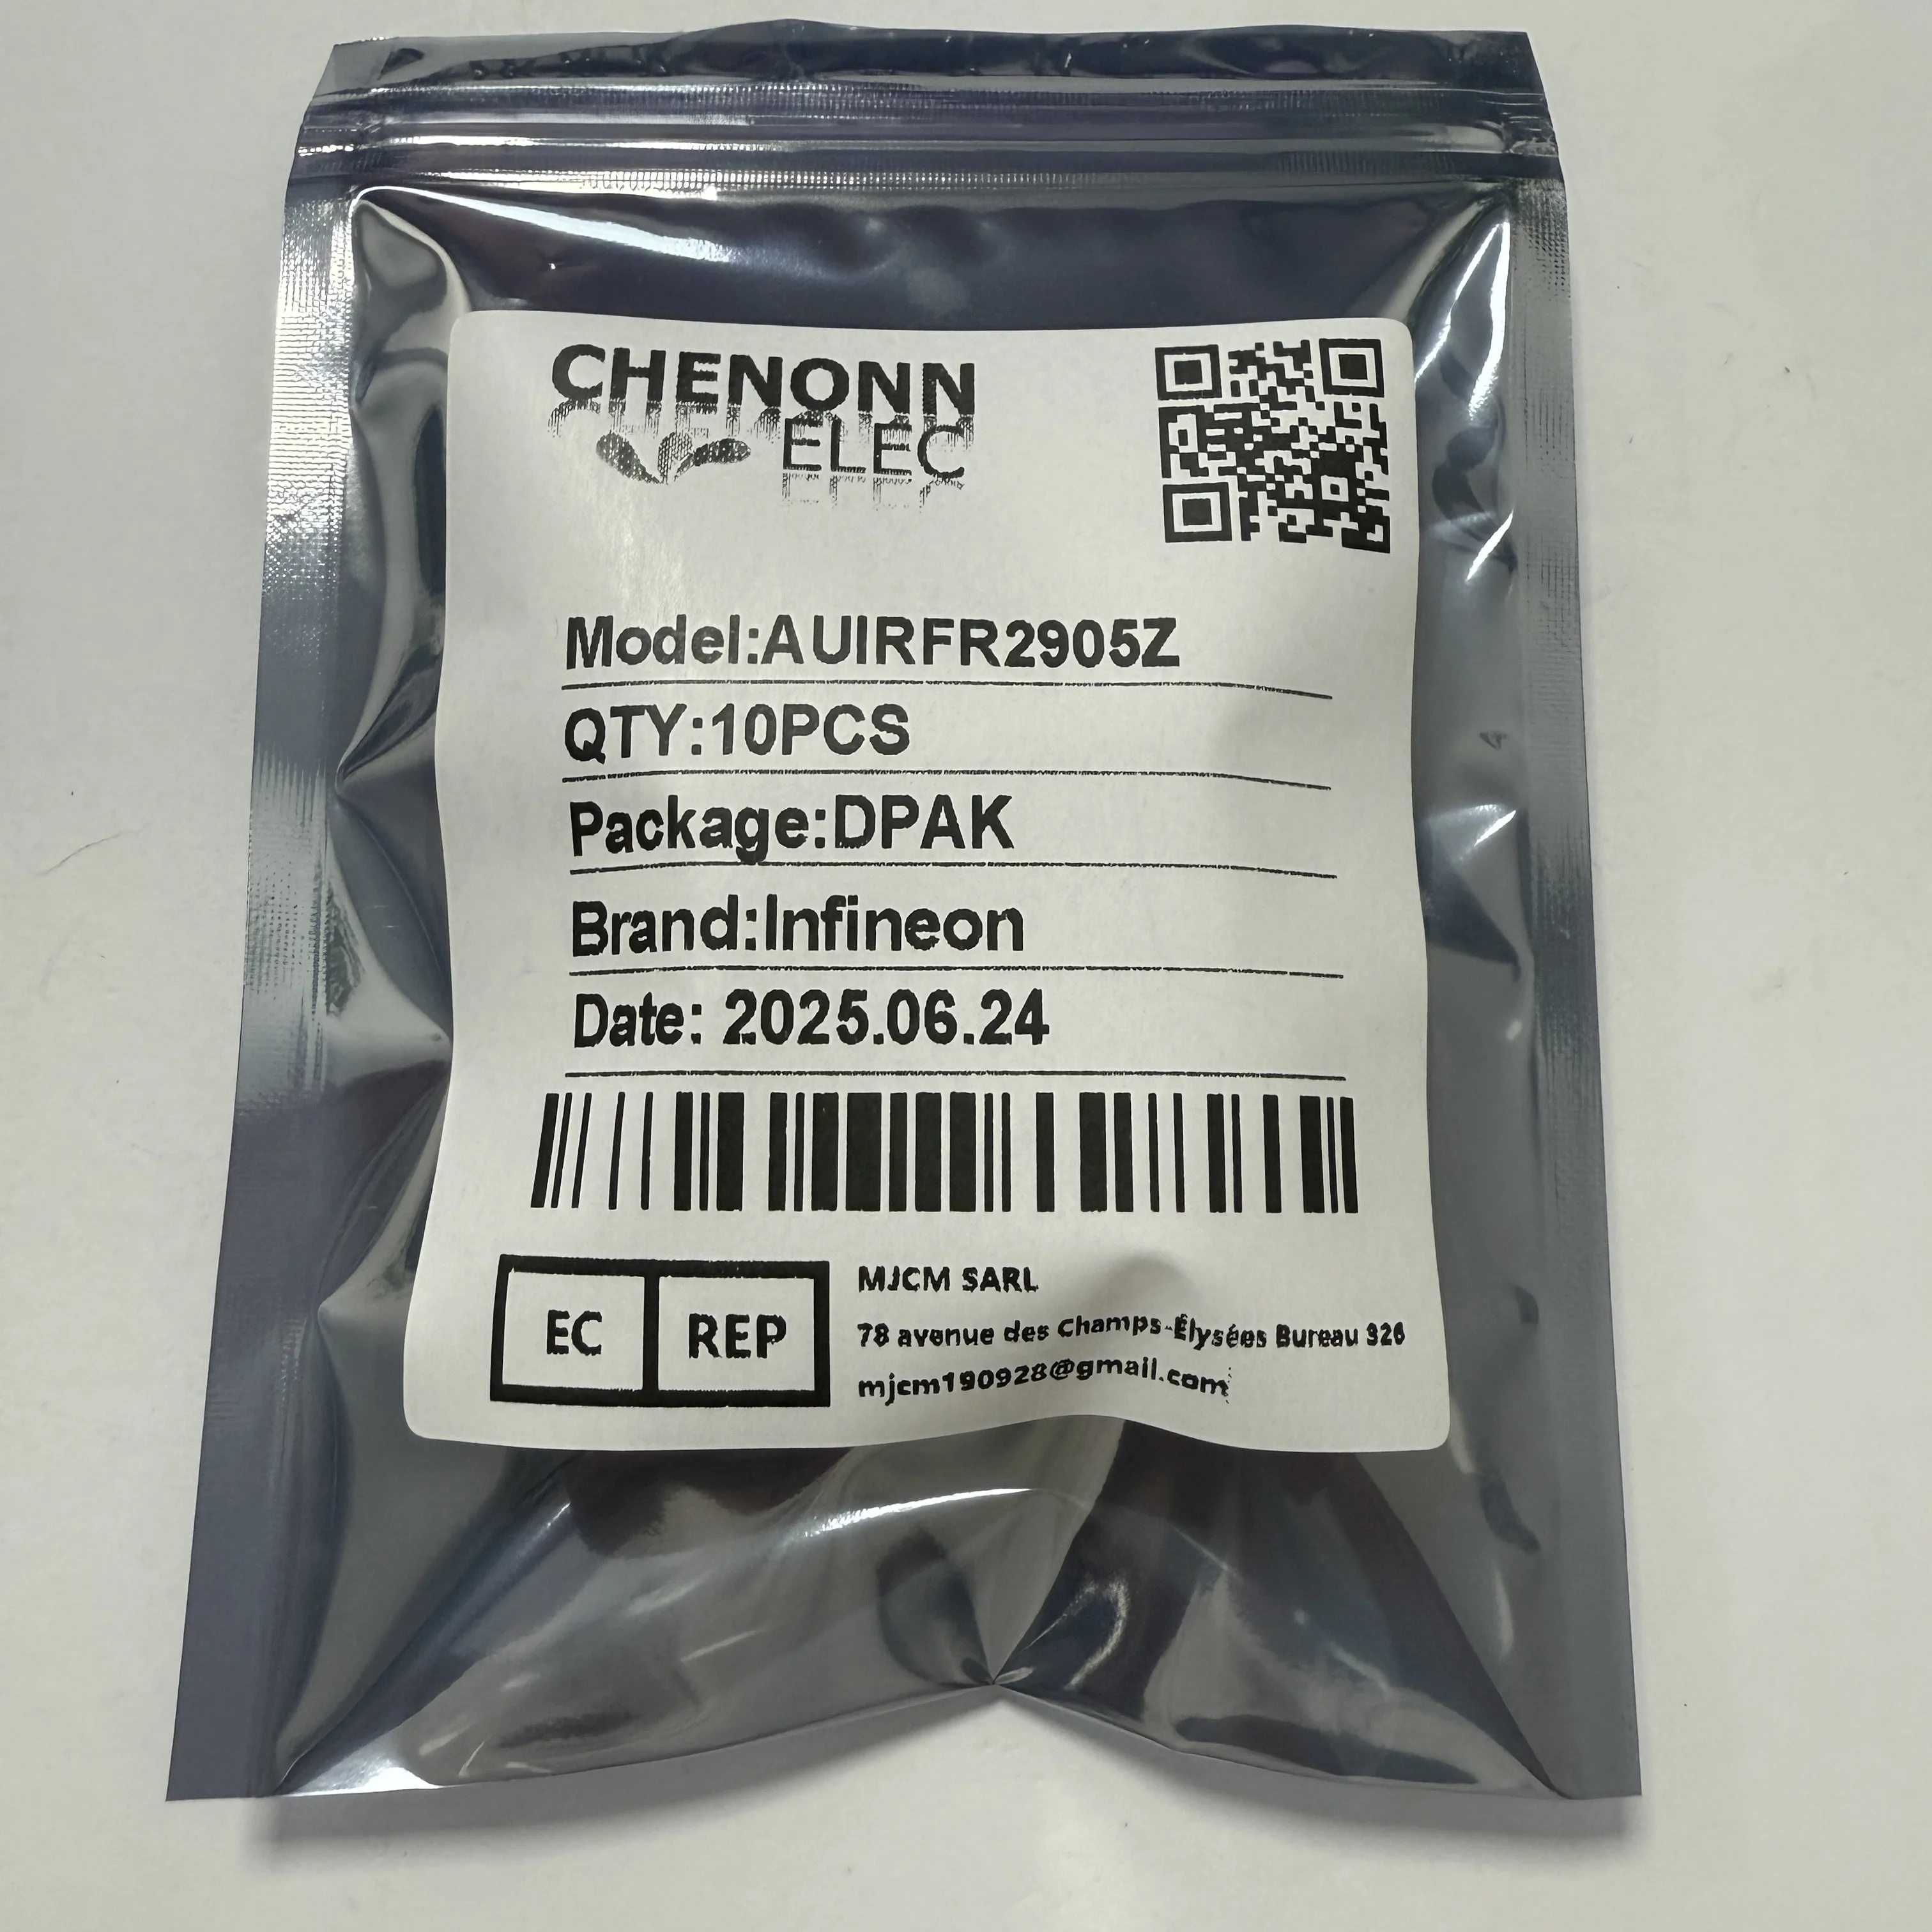 CHENONN
ELEC
Model:AUIRFR2905Z
QTY:10PCS
Package:DPAK
Brand:Infineon
Date: 2025.06.24
EC REP
MJCM SARL
78 avenue des Champs-Élysées Bureau 326
mjcm190928@gmail.com